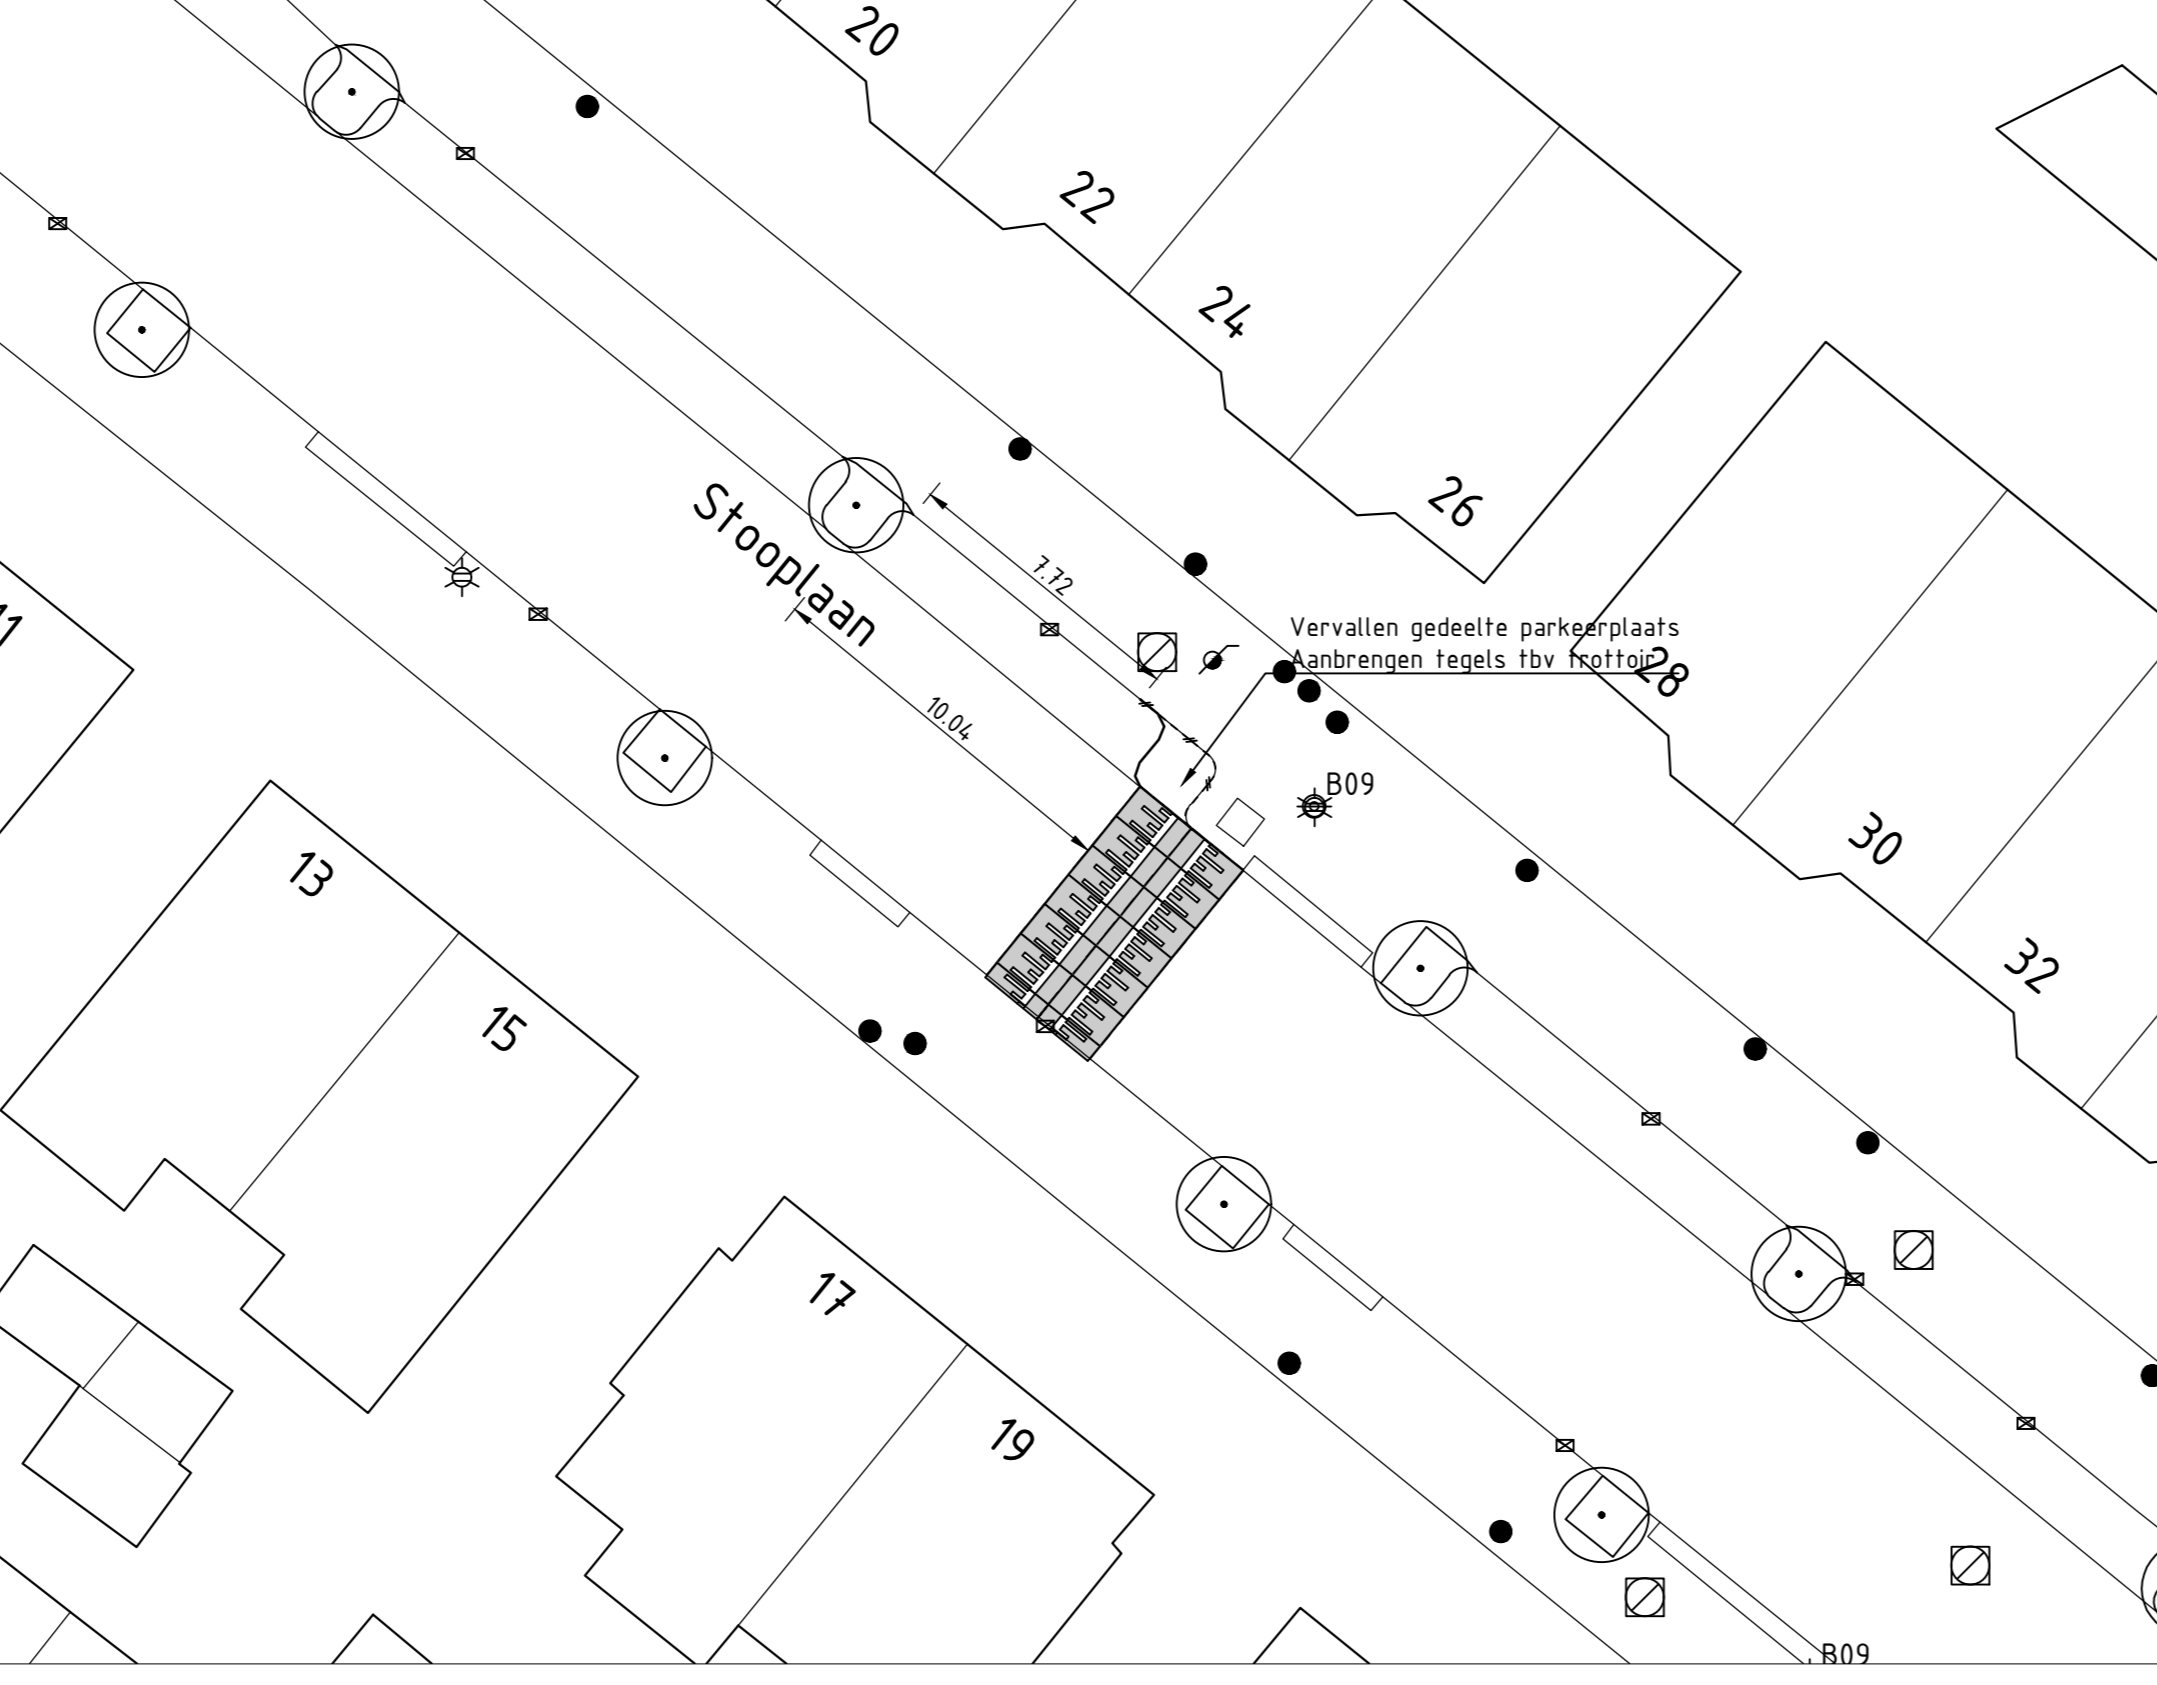 20
22
24
26
Stooplaan
7.72
Vervallen gedeelte parkeerplaats
Aanbrengen tegels tbv trottoir
28
11
10.04
B09
30
13
32
15
17
19
B09